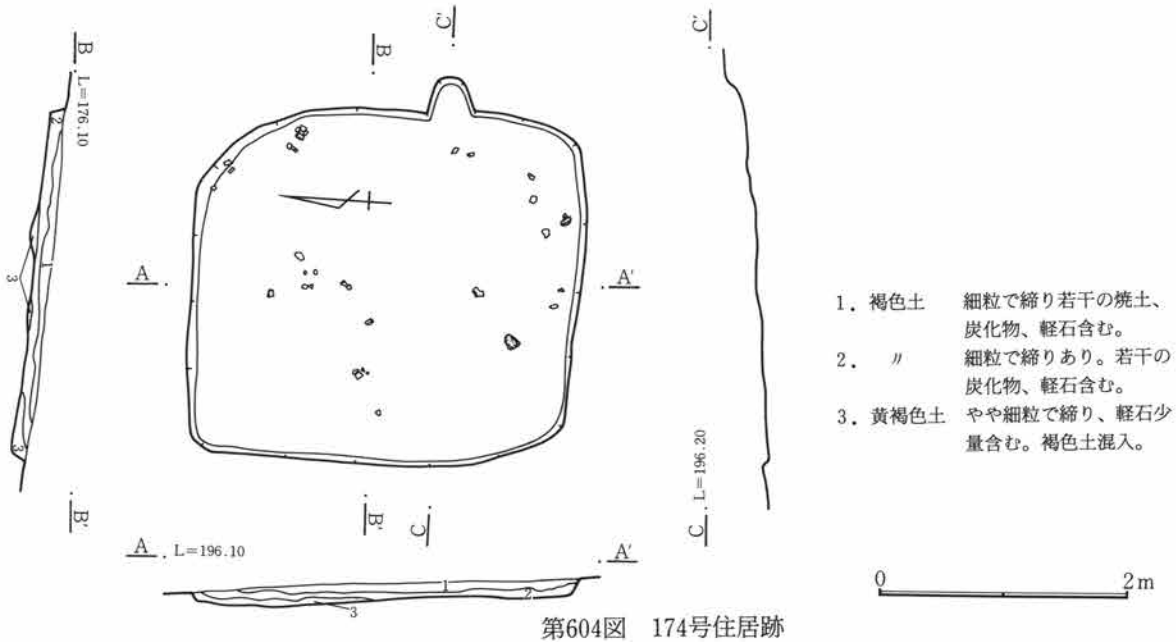 C'
C'
B
B
L=176.10
2
1
3
3
A
A'
1. 褐色土 細粒で締り若干の焼土、
炭化物、軽石含む。
2. 〃 細粒で締りあり。若干の
炭化物、軽石含む。
3. 黄褐色土 やや細粒で締り、軽石少
量含む。褐色土混入。
B'
B'
C
C L=196.20
A L=196.10
A'
1
2
3
0 2m
第604図 174号住居跡